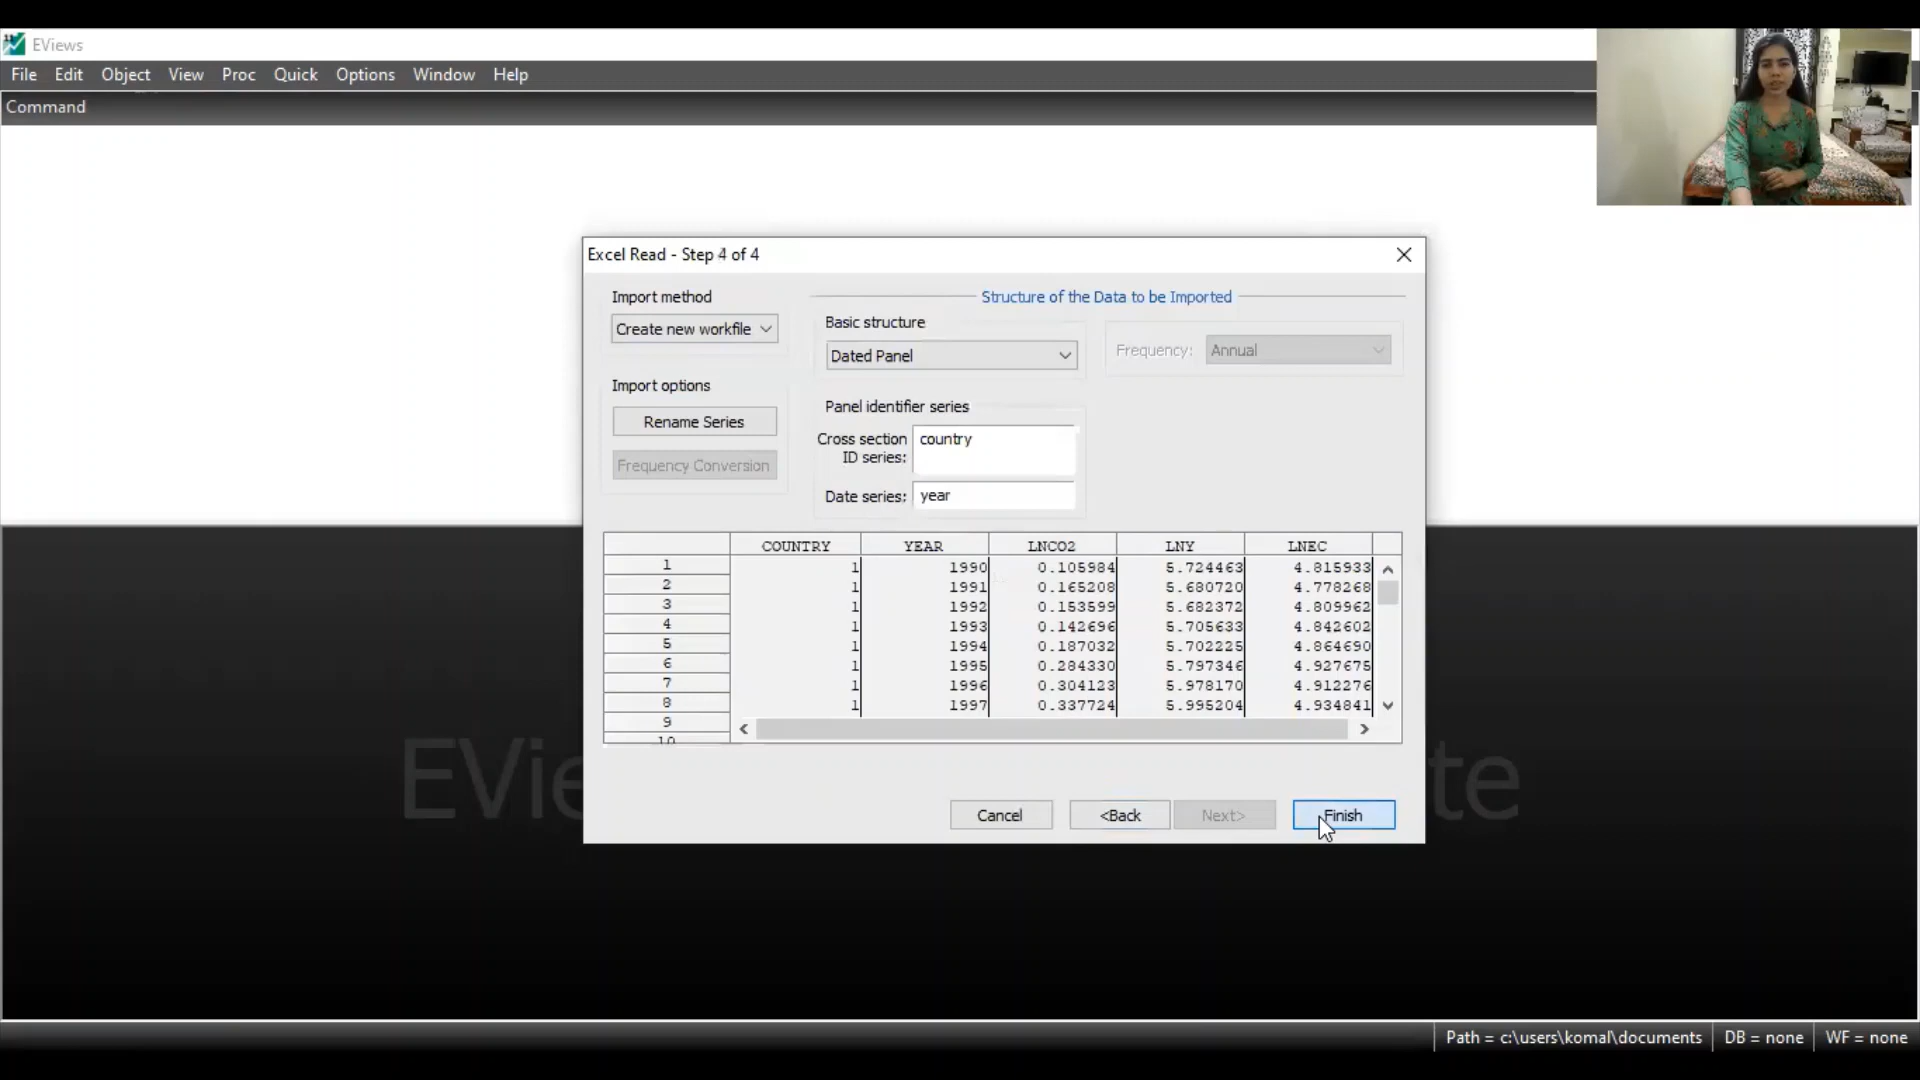 EViews
File Edit Object View Proc Quick Options Window Help
Command
Excel Read - Step 4 of 4
Import method
Create new workfile
Structure of the Data to be Imported
Basic structure
Dated Panel
Frequency: Annual
Import options
Rename Series
Frequency Conversion
Panel identifier series
Cross section ID series: country
Date series: year
COUNTRY YEAR LNCO2 LNY LNEC
1 1 1990 0.105984 5.724463 4.815933
2 1 1991 0.165208 5.680720 4.778268
3 1 1992 0.153599 5.682372 4.809962
4 1 1993 0.142696 5.705633 4.842602
5 1 1994 0.187032 5.702225 4.864690
6 1 1995 0.284330 5.797346 4.927675
7 1 1996 0.304123 5.978170 4.912276
8 1 1997 0.337724 5.995204 4.934841
9
10
EVie te
Cancel <Back Next> Finish
Path = c:\users\komal\documents DB = none WF = none